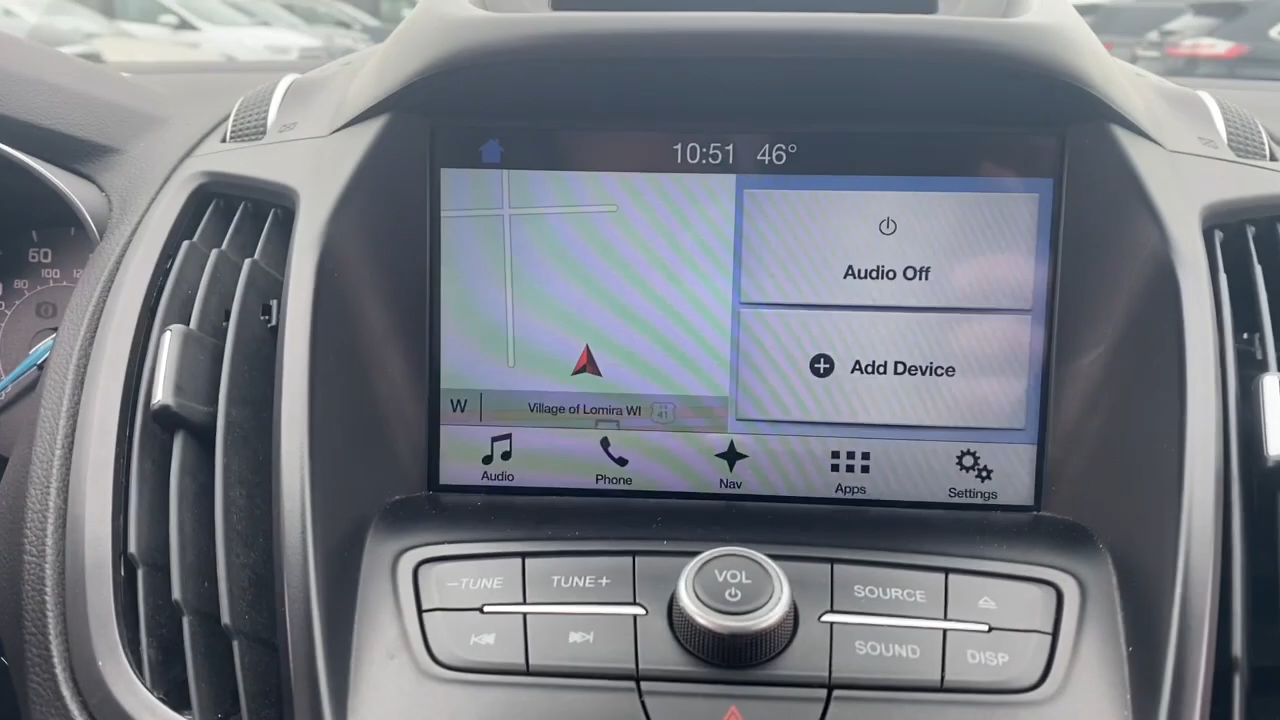 10:51 46°
Audio Off
Add Device
W
Village of Lomira WI
41
Audio
Phone
Nav
Apps
Settings
–TUNE
TUNE+
VOL
SOURCE
SOUND
DISP
60
80
100